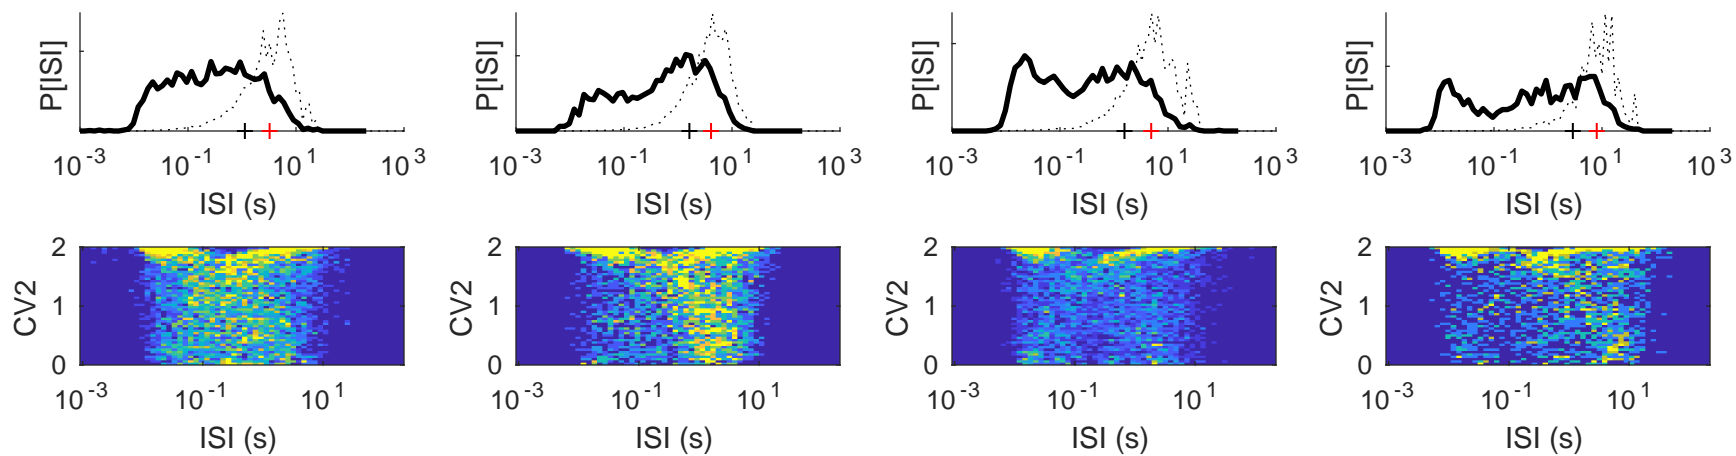 P[ISI] P[ISI] P[ISI] P[ISI]
10^-3 10^-1 10^1 10^3 10^-3 10^-1 10^1 10^3 10^-3 10^-1 10^1 10^3 10^-3 10^-1 10^1 10^3
ISI (s) ISI (s) ISI (s) ISI (s)
2 2 2 2
CV2 1 CV2 1 CV2 1 CV2 1
0 0 0 0
10^-3 10^-1 10^1 10^-3 10^-1 10^1 10^-3 10^-1 10^1 10^-3 10^-1 10^1
ISI (s) ISI (s) ISI (s) ISI (s)